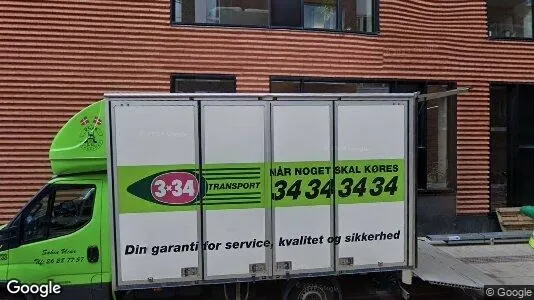 3×34 TRANSPORT
NÅR NOGET SKAL KØRES
34 34 34 34
Din garanti for service, kvalitet og sikkerhed
Google
© Google